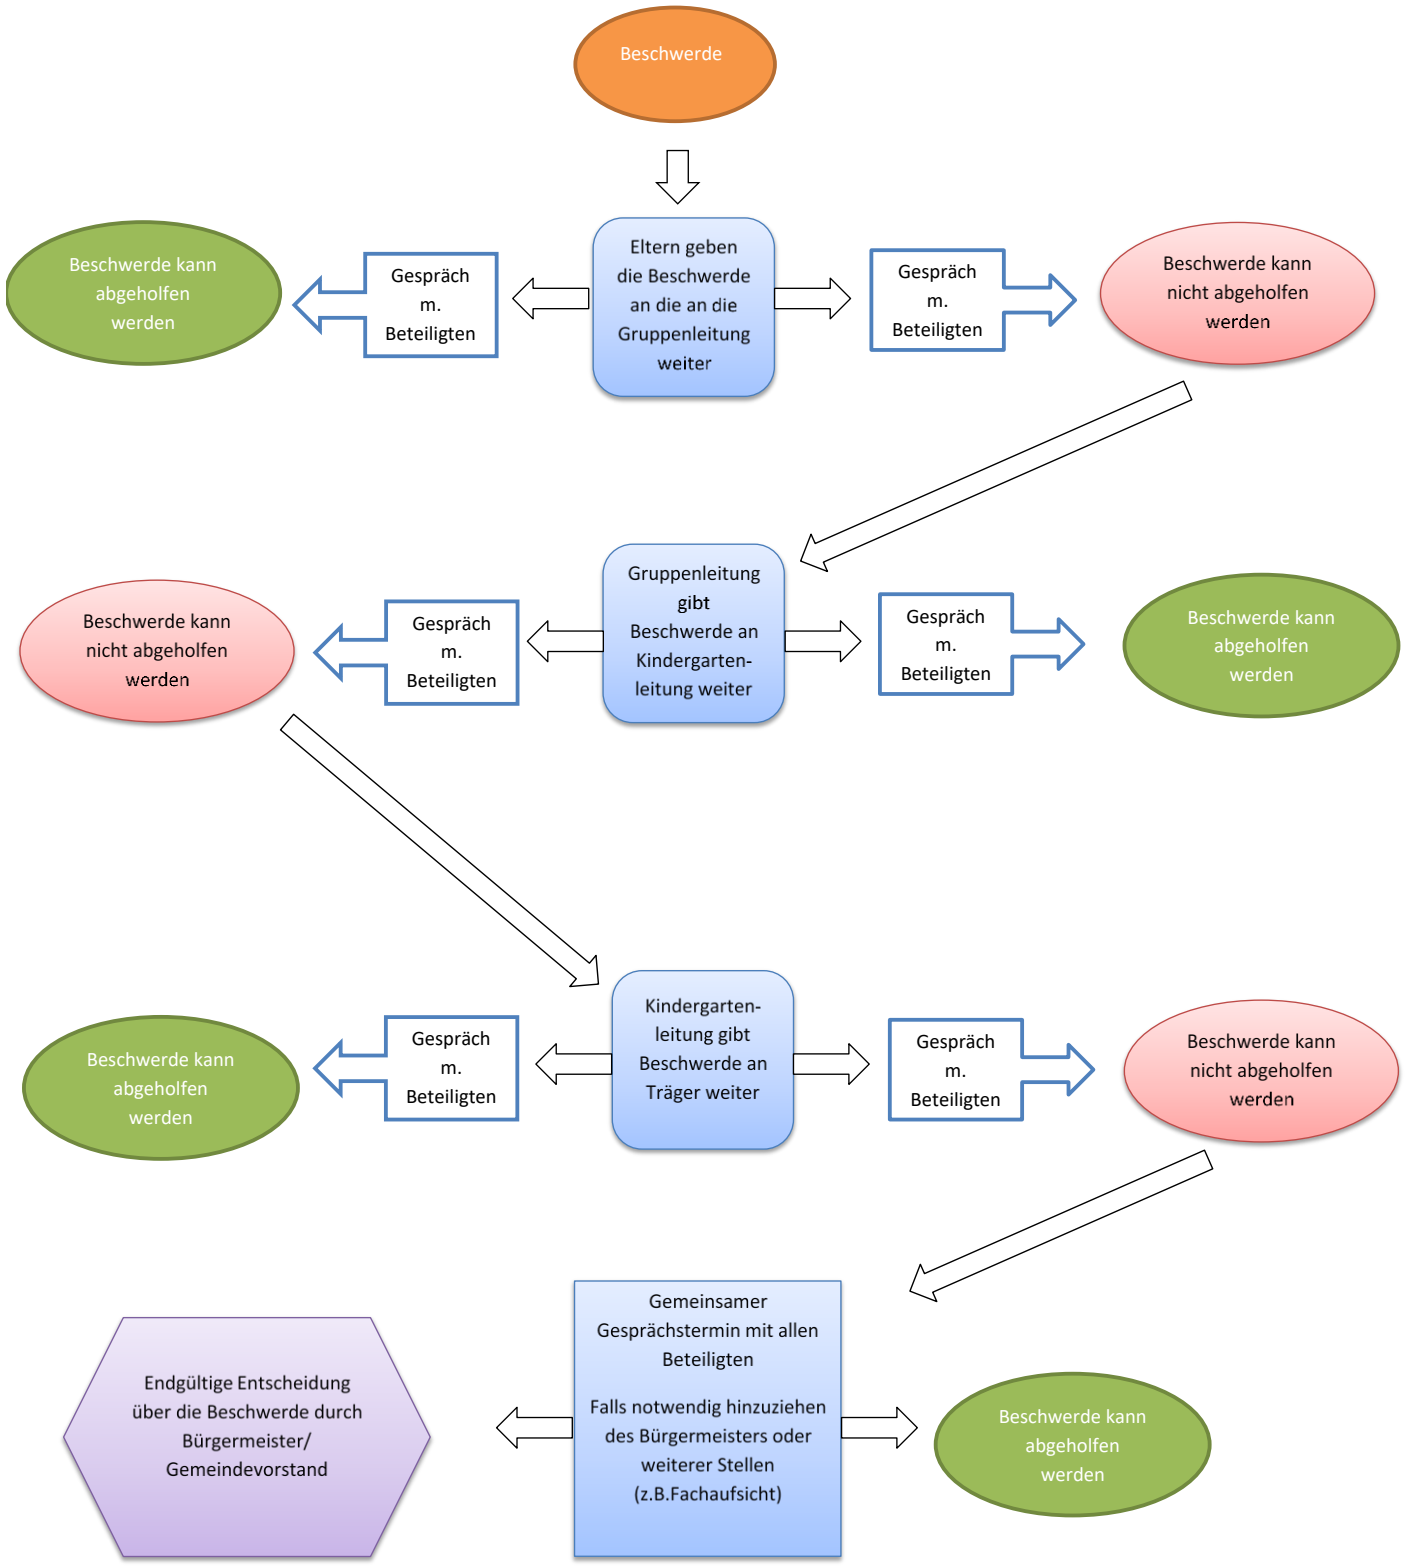 Beschwerde
Beschwerde kann
abgeholfen
werden
Gespräch
m.
Beteiligten
Eltern geben
die Beschwerde
an die an die
Gruppenleitung
weiter
Gespräch
m.
Beteiligten
Beschwerde kann
nicht abgeholfen
werden
Beschwerde kann
nicht abgeholfen
werden
Gespräch
m.
Beteiligten
Gruppenleitung
gibt
Beschwerde an
Kindergarten-
leitung weiter
Gespräch
m.
Beteiligten
Beschwerde kann
abgeholfen
werden
Beschwerde kann
abgeholfen
werden
Gespräch
m.
Beteiligten
Kindergarten-
leitung gibt
Beschwerde an
Träger weiter
Gespräch
m.
Beteiligten
Beschwerde kann
nicht abgeholfen
werden
Endgültige Entscheidung
über die Beschwerde durch
Bürgermeister/
Gemeindevorstand
Gemeinsamer
Gesprächstermin mit allen
Beteiligten
Falls notwendig hinzuziehen
des Bürgermeisters oder
weiterer Stellen
(z.B.Fachaufsicht)
Beschwerde kann
abgeholfen
werden